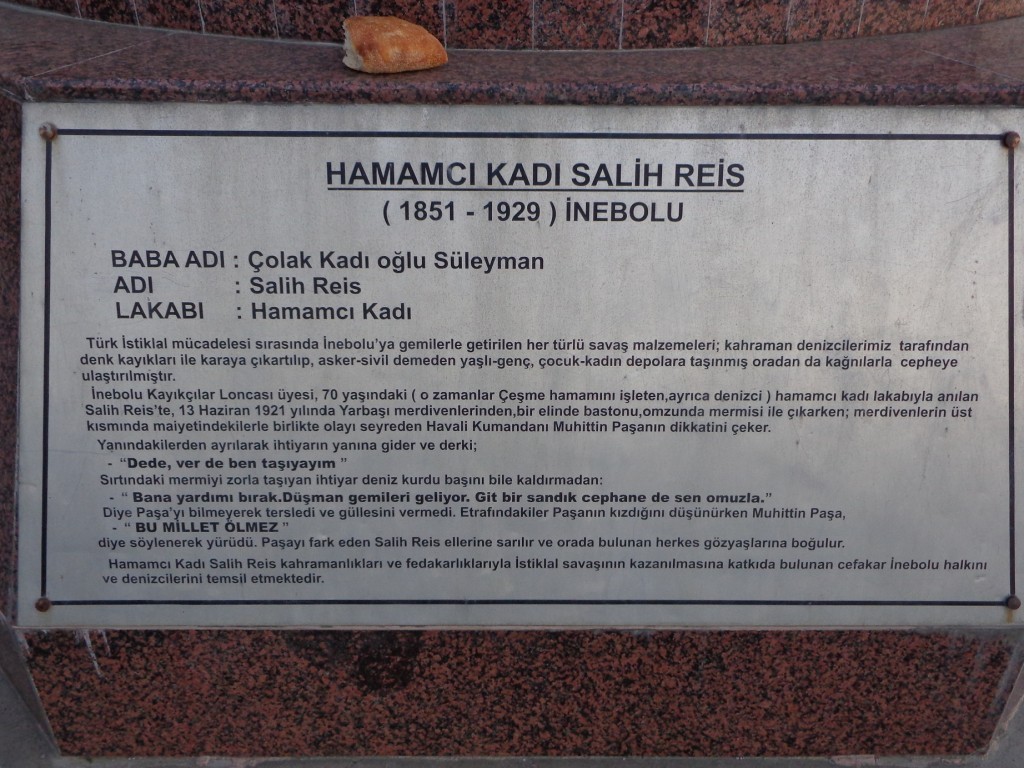 HAMAMCI KADI SALİH REİS
( 1851 - 1929 ) İNEBOLU
BABA ADI : Çolak Kadı oğlu Süleyman
ADI : Salih Reis
LAKABI : Hamamcı Kadı
Türk İstiklal mücadelesi sırasında İnebolu'ya gemilerle getirilen her türlü savaş malzemeleri; kahraman denizcilerimiz tarafından
denk kayıkları ile karaya çıkartılıp, asker-sivil demeden yaşlı-genç, çocuk-kadın depolara taşınmış oradan da kağnılarla cepheye
ulaştırılmıştır.
İnebolu Kayıkçılar Loncası üyesi, 70 yaşındaki ( o zamanlar Çeşme hamamını işleten,ayrıca denizci ) hamamcı kadı lakabıyla anılan
Salih Reis'te, 13 Haziran 1921 yılında Yarbaşı merdivenlerinden,bir elinde bastonu,omzunda mermisi ile çıkarken; merdivenlerin üst
kısmında maiyetindekilerle birlikte olayı seyreden Havali Kumandanı Muhittin Paşanın dikkatini çeker.
Yanındakilerden ayrılarak ihtiyarın yanına gider ve derki;
- "Dede, ver de ben taşıyayım "
Sırtındaki mermiyi zorla taşıyan ihtiyar deniz kurdu başını bile kaldırmadan:
- " Bana yardımı bırak.Düşman gemileri geliyor. Git bir sandık cephane de sen omuzla."
Diye Paşa'yı bilmeyerek tersledi ve güllesini vermedi. Etrafındakiler Paşanın kızdığını düşünürken Muhittin Paşa,
- " BU MİLLET ÖLMEZ "
diye söylenerek yürüdü. Paşayı fark eden Salih Reis ellerine sarılır ve orada bulunan herkes gözyaşlarına boğulur.
Hamamcı Kadı Salih Reis kahramanlıkları ve fedakarlıklarıyla İstiklal savaşının kazanılmasına katkıda bulunan cefakar İnebolu halkını
ve denizcilerini temsil etmektedir.